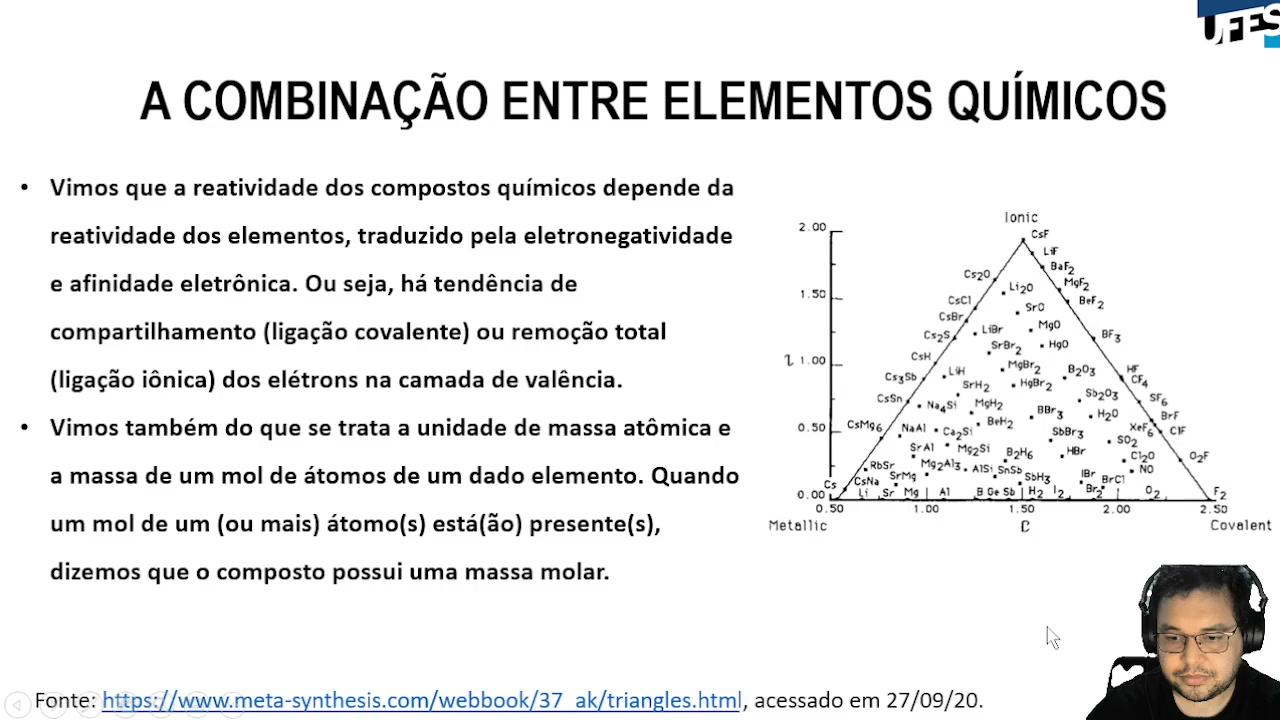 UFES
A COMBINAÇÃO ENTRE ELEMENTOS QUÍMICOS
• Vimos que a reatividade dos compostos químicos depende da
reatividade dos elementos, traduzido pela eletronegatividade
e afinidade eletrônica. Ou seja, há tendência de
compartilhamento (ligação covalente) ou remoção total
(ligação iônica) dos elétrons na camada de valência.
• Vimos também do que se trata a unidade de massa atômica e
a massa de um mol de átomos de um dado elemento. Quando
um mol de um (ou mais) átomo(s) está(ão) presente(s),
dizemos que o composto possui uma massa molar.
Ionic
2.00
CsF
LiF
BaF2
Cs2O
MgF2
Li2O
1.50
CsCl
BeF2
SrO
CsBr
MgO
LiBr
Cs2S
BF3
HgO
SrBr2
CsH
1.00
MgBr2
HF
B2O3
LiH
Cs3Sb
CF4
SrH2
HgBr2
Sb2O3
SF6
CsSn
Na4Si
MgH2
BBr3
H2O
BrF
CsMg6
BeH2
XeF6
ClF
0.50
NaAl
Ca2Si
SbBr3
SO2
SrAl
Mg2Si
B2H6
HBr
Cl2O
O2F
RbSr
Mg2Al3
AlSi
SnSb
NO
Cs
CsNa
SrMg
SbH3
IBr
BrCl
0.00
Li
Sr
Mg
Al
B
Ge
Sb
H2
I2
Br2
O2
F2
0.50
1.00
1.50
2.00
2.50
Metallic
Covalent
Fonte: https://www.meta-synthesis.com/webbook/37_ak/triangles.html, acessado em 27/09/20.